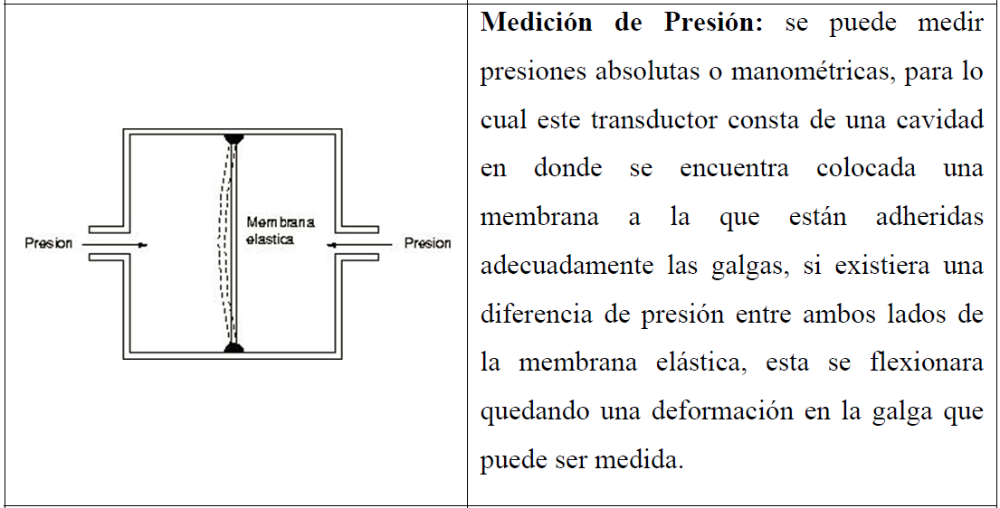 Presion
Membrana
elastica
Presion
Medición de Presión: se puede medir
presiones absolutas o manométricas, para lo
cual este transductor consta de una cavidad
en donde se encuentra colocada una
membrana a la que están adheridas
adecuadamente las galgas, si existiera una
diferencia de presión entre ambos lados de
la membrana elástica, esta se flexionara
quedando una deformación en la galga que
puede ser medida.